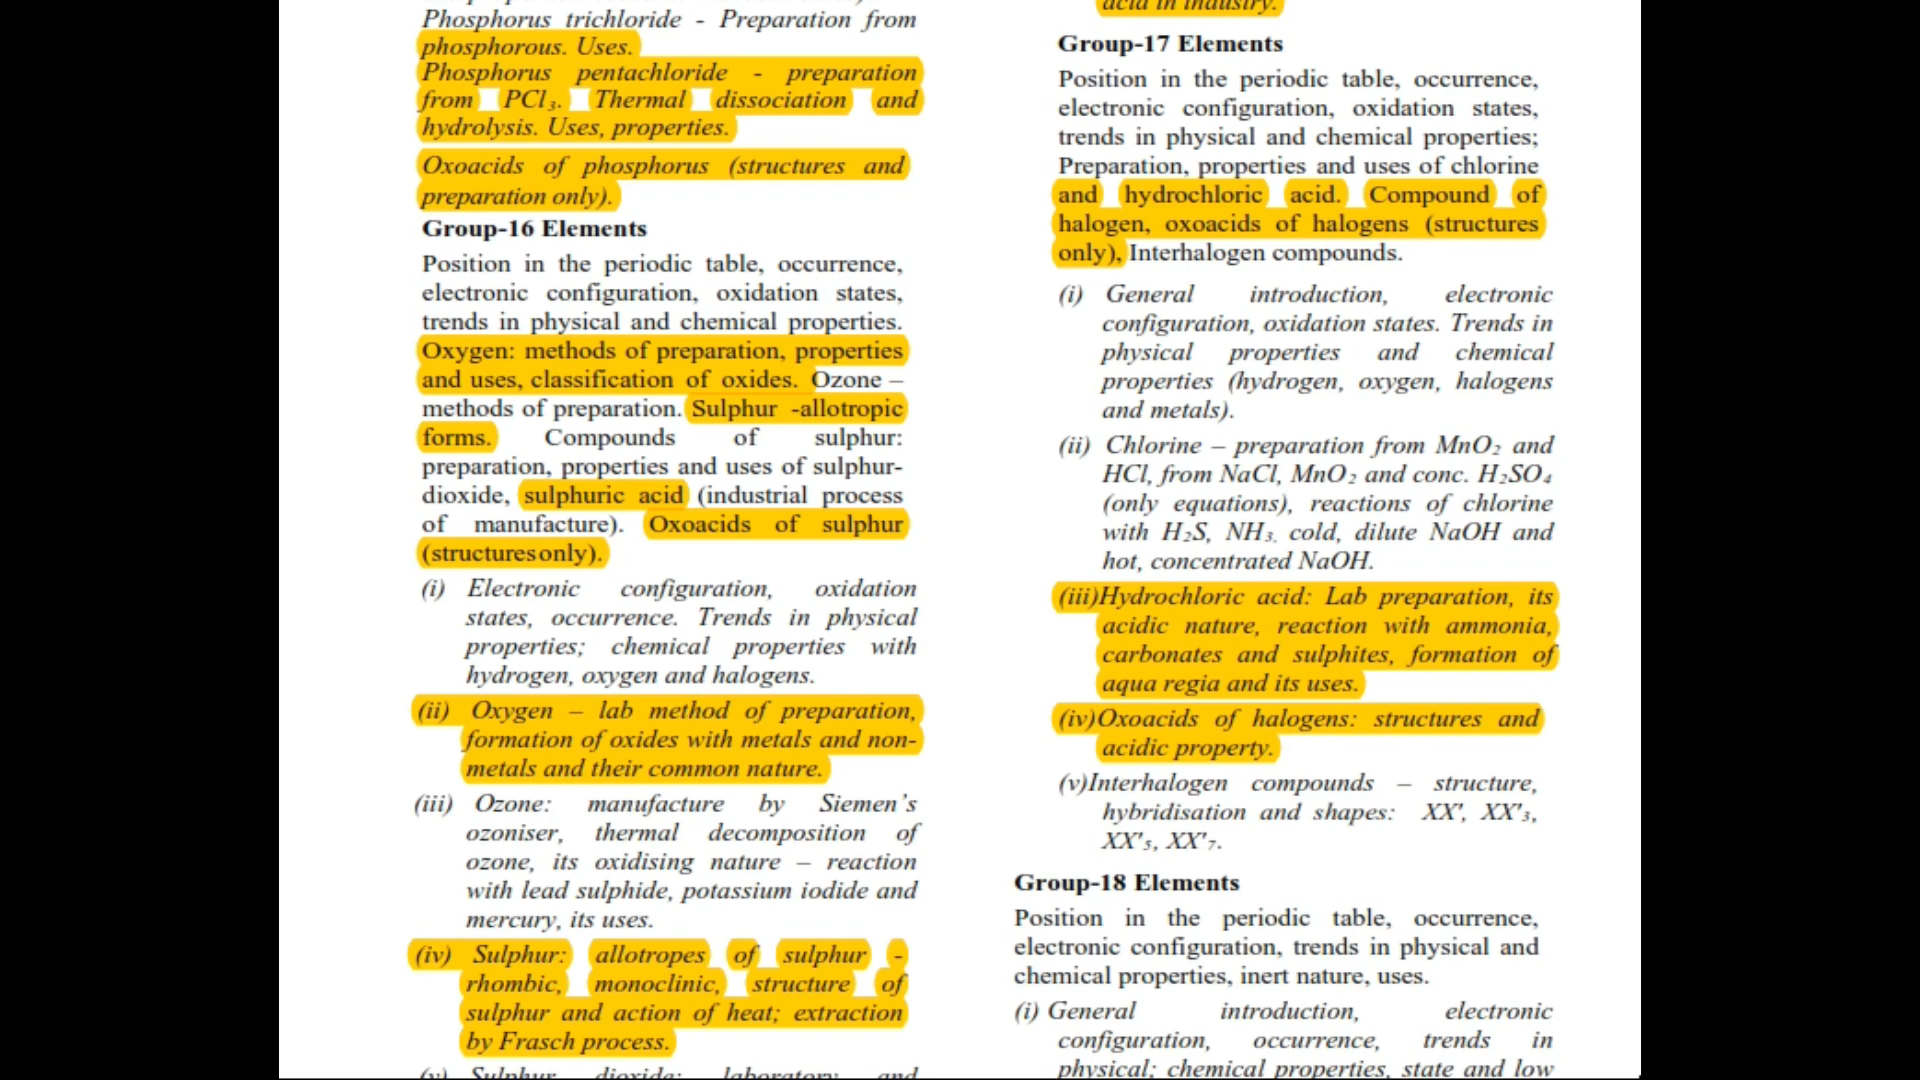 Phosphorus trichloride - Preparation from
phosphorous. Uses.
Phosphorus pentachloride - preparation
from PCl₃. Thermal dissociation and
hydrolysis. Uses, properties.
Oxoacids of phosphorus (structures and
preparation only).
Group-16 Elements
Position in the periodic table, occurrence,
electronic configuration, oxidation states,
trends in physical and chemical properties.
Oxygen: methods of preparation, properties
and uses, classification of oxides. Ozone –
methods of preparation. Sulphur -allotropic
forms. Compounds of sulphur:
preparation, properties and uses of sulphur-
dioxide, sulphuric acid (industrial process
of manufacture). Oxoacids of sulphur
(structures only).
(i) Electronic configuration, oxidation
states, occurrence. Trends in physical
properties; chemical properties with
hydrogen, oxygen and halogens.
(ii) Oxygen – lab method of preparation,
formation of oxides with metals and non-
metals and their common nature.
(iii) Ozone: manufacture by Siemen's
ozoniser, thermal decomposition of
ozone, its oxidising nature – reaction
with lead sulphide, potassium iodide and
mercury, its uses.
(iv) Sulphur: allotropes of sulphur -
rhombic, monoclinic, structure of
sulphur and action of heat; extraction
by Frasch process.
(v) Sulphur dioxide: laboratory and
acid in industry.
Group-17 Elements
Position in the periodic table, occurrence,
electronic configuration, oxidation states,
trends in physical and chemical properties;
Preparation, properties and uses of chlorine
and hydrochloric acid. Compound of
halogen, oxoacids of halogens (structures
only), Interhalogen compounds.
(i) General introduction, electronic
configuration, oxidation states. Trends in
physical properties and chemical
properties (hydrogen, oxygen, halogens
and metals).
(ii) Chlorine – preparation from MnO₂ and
HCl, from NaCl, MnO₂ and conc. H₂SO₄
(only equations), reactions of chlorine
with H₂S, NH₃, cold, dilute NaOH and
hot, concentrated NaOH.
(iii)Hydrochloric acid: Lab preparation, its
acidic nature, reaction with ammonia,
carbonates and sulphites, formation of
aqua regia and its uses.
(iv)Oxoacids of halogens: structures and
acidic property.
(v)Interhalogen compounds – structure,
hybridisation and shapes: XX′, XX′₃,
XX′₅, XX′₇.
Group-18 Elements
Position in the periodic table, occurrence,
electronic configuration, trends in physical and
chemical properties, inert nature, uses.
(i) General introduction, electronic
configuration, occurrence, trends in
physical; chemical properties, state and low